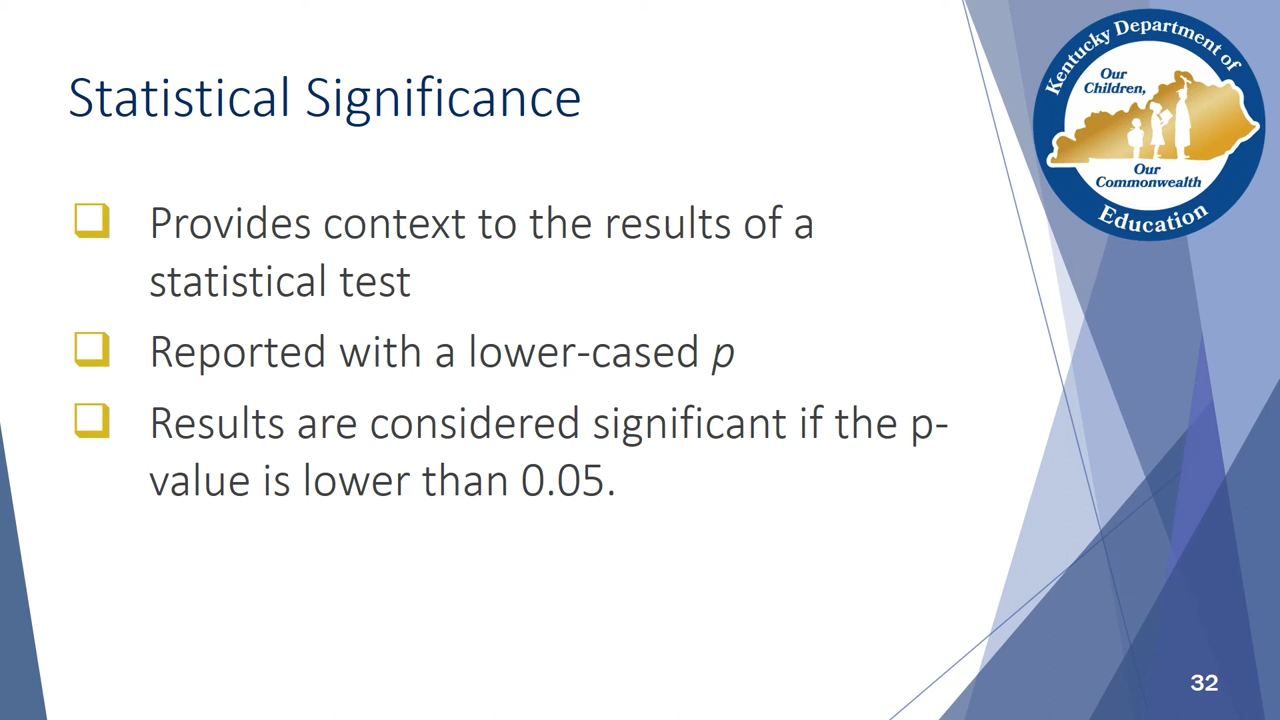 Statistical Significance
Provides context to the results of a
statistical test
Reported with a lower-cased p
Results are considered significant if the p-
value is lower than 0.05.
Kentucky Department of
Our
Children,
Our
Commonwealth
Education
32